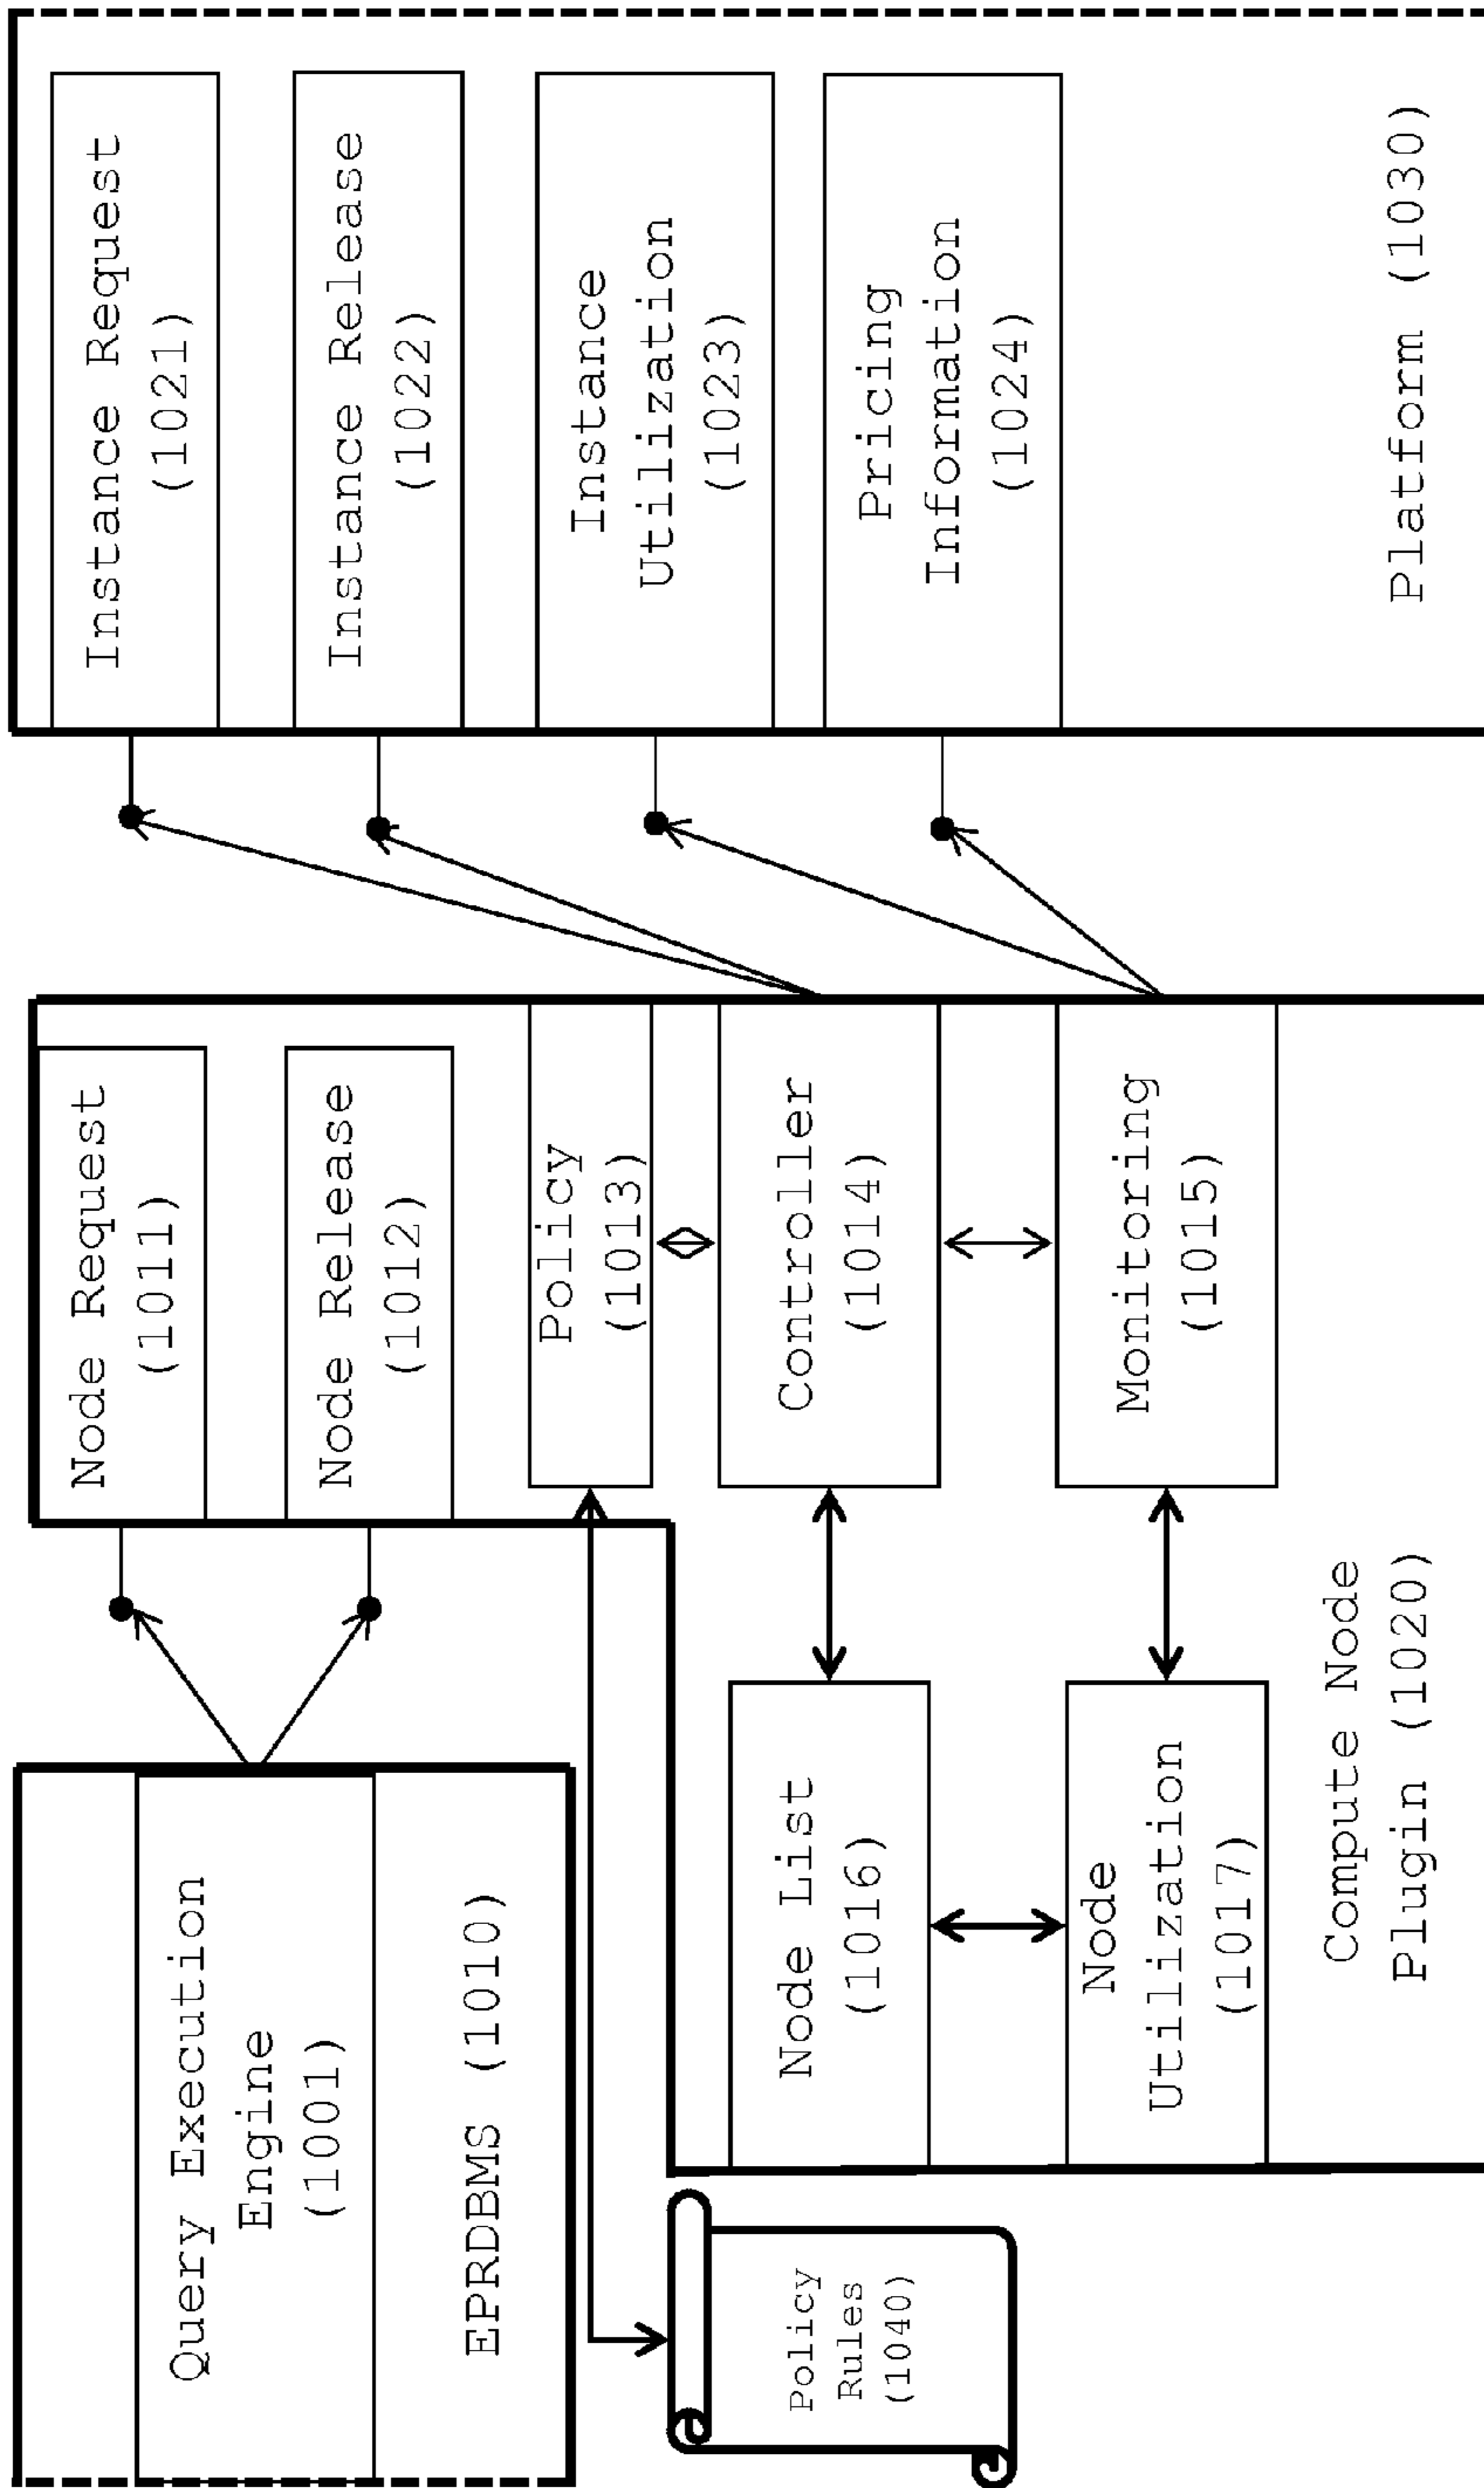 Query Execution
Engine
(1001)
EPRDBMS (1010)
Policy
Rules
(1040)
Node Request
(1011)
Node Release
(1012)
Policy
(1013)
Controller
(1014)
Monitoring
(1015)
Node List
(1016)
Node
Utilization
(1017)
Compute Node
Plugin (1020)
Instance Request
(1021)
Instance Release
(1022)
Instance
Utilization
(1023)
Pricing
Information
(1024)
Platform (1030)